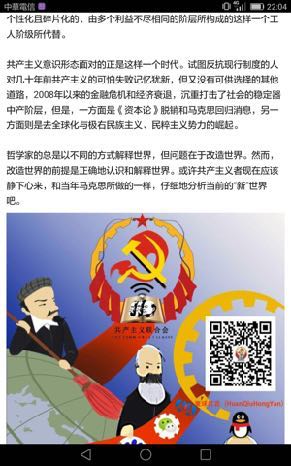 中華電信
22:04
个性化且碎片化的、由多个利益不尽相同的阶层所构成的这样一个工
人阶级所代替。
共产主义意识形态面对的正是这样一个时代。试图反抗现行制度的人
对几十年前共产主义的可怕失败记忆犹新，但又没有可供选择的其他
道路，2008年以来的金融危机和经济衰退，沉重打击了社会的稳定器
中产阶层，但是，一方面是《资本论》脱销和马克思回归消息，另一
方面则是去全球化与极右民族主义、民粹主义势力的崛起。
哲学家的总是以不同的方式解释世界，但问题在于改造世界。然而，
改造世界的前提是正确地认识和解释世界。或许共产主义者现在应该
静下心来，和当年马克思所做的一样，仔细地分析当前的"新"世界
吧。
共产主义联合会
(HuanQiuHongYan)